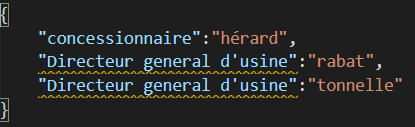 {
"concessionnaire":"hérard",
"Directeur general d'usine":"rabat",
"Directeur general d'usine":"tonnelle"
}